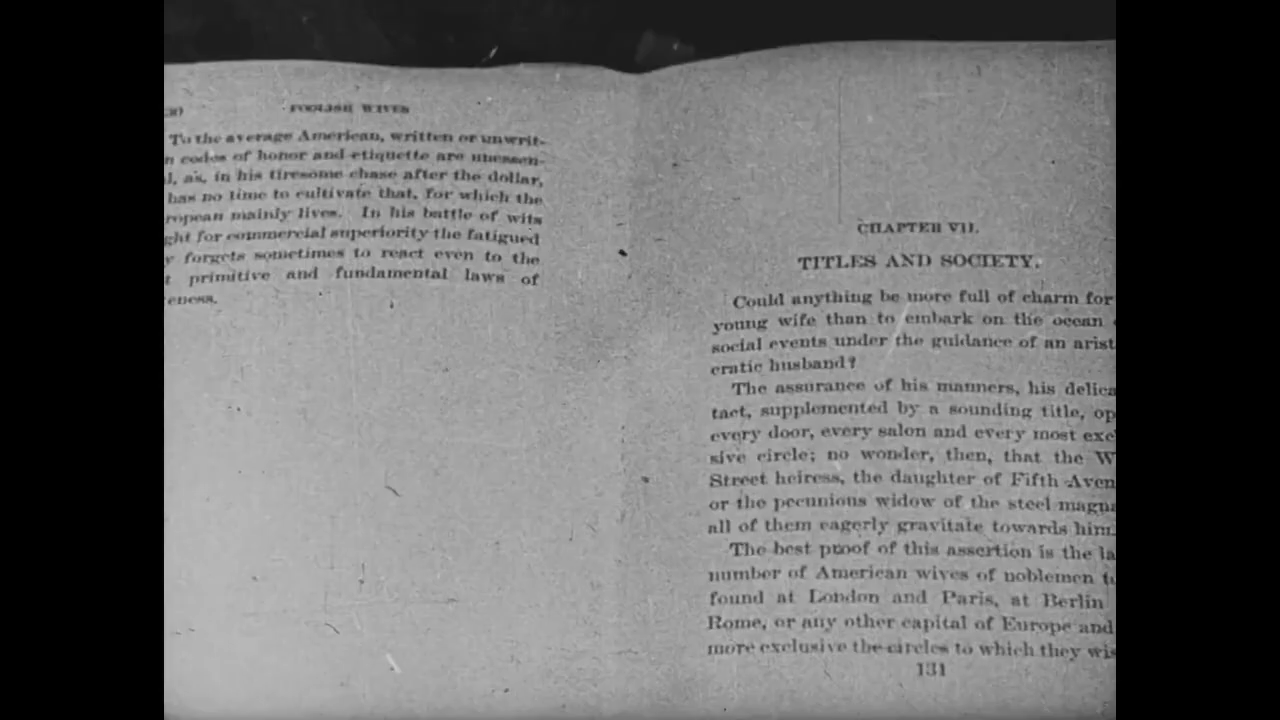 FOOLISH WIVES
To the average American, written or unwrit-
n codes of honor and etiquette are unessen-
l, as, in his tiresome chase after the dollar,
has no time to cultivate that, for which the
ropean mainly lives. In his battle of wits
ght for commercial superiority the fatigued
y forgets sometimes to react even to the
t primitive and fundamental laws of
eness.
CHAPTER VII.
TITLES AND SOCIETY.
Could anything be more full of charm for
young wife than to embark on the ocean
social events under the guidance of an arist
cratic husband?
The assurance of his manners, his delica
tact, supplemented by a sounding title, op
every door, every salon and every most exc
sive circle; no wonder, then, that the W
Street heiress, the daughter of Fifth Aven
or the pecunious widow of the steel magna
all of them eagerly gravitate towards him.
The best proof of this assertion is the la
number of American wives of noblemen t
found at London and Paris, at Berlin
Rome, or any other capital of Europe and
more exclusive the circles to which they wis
131